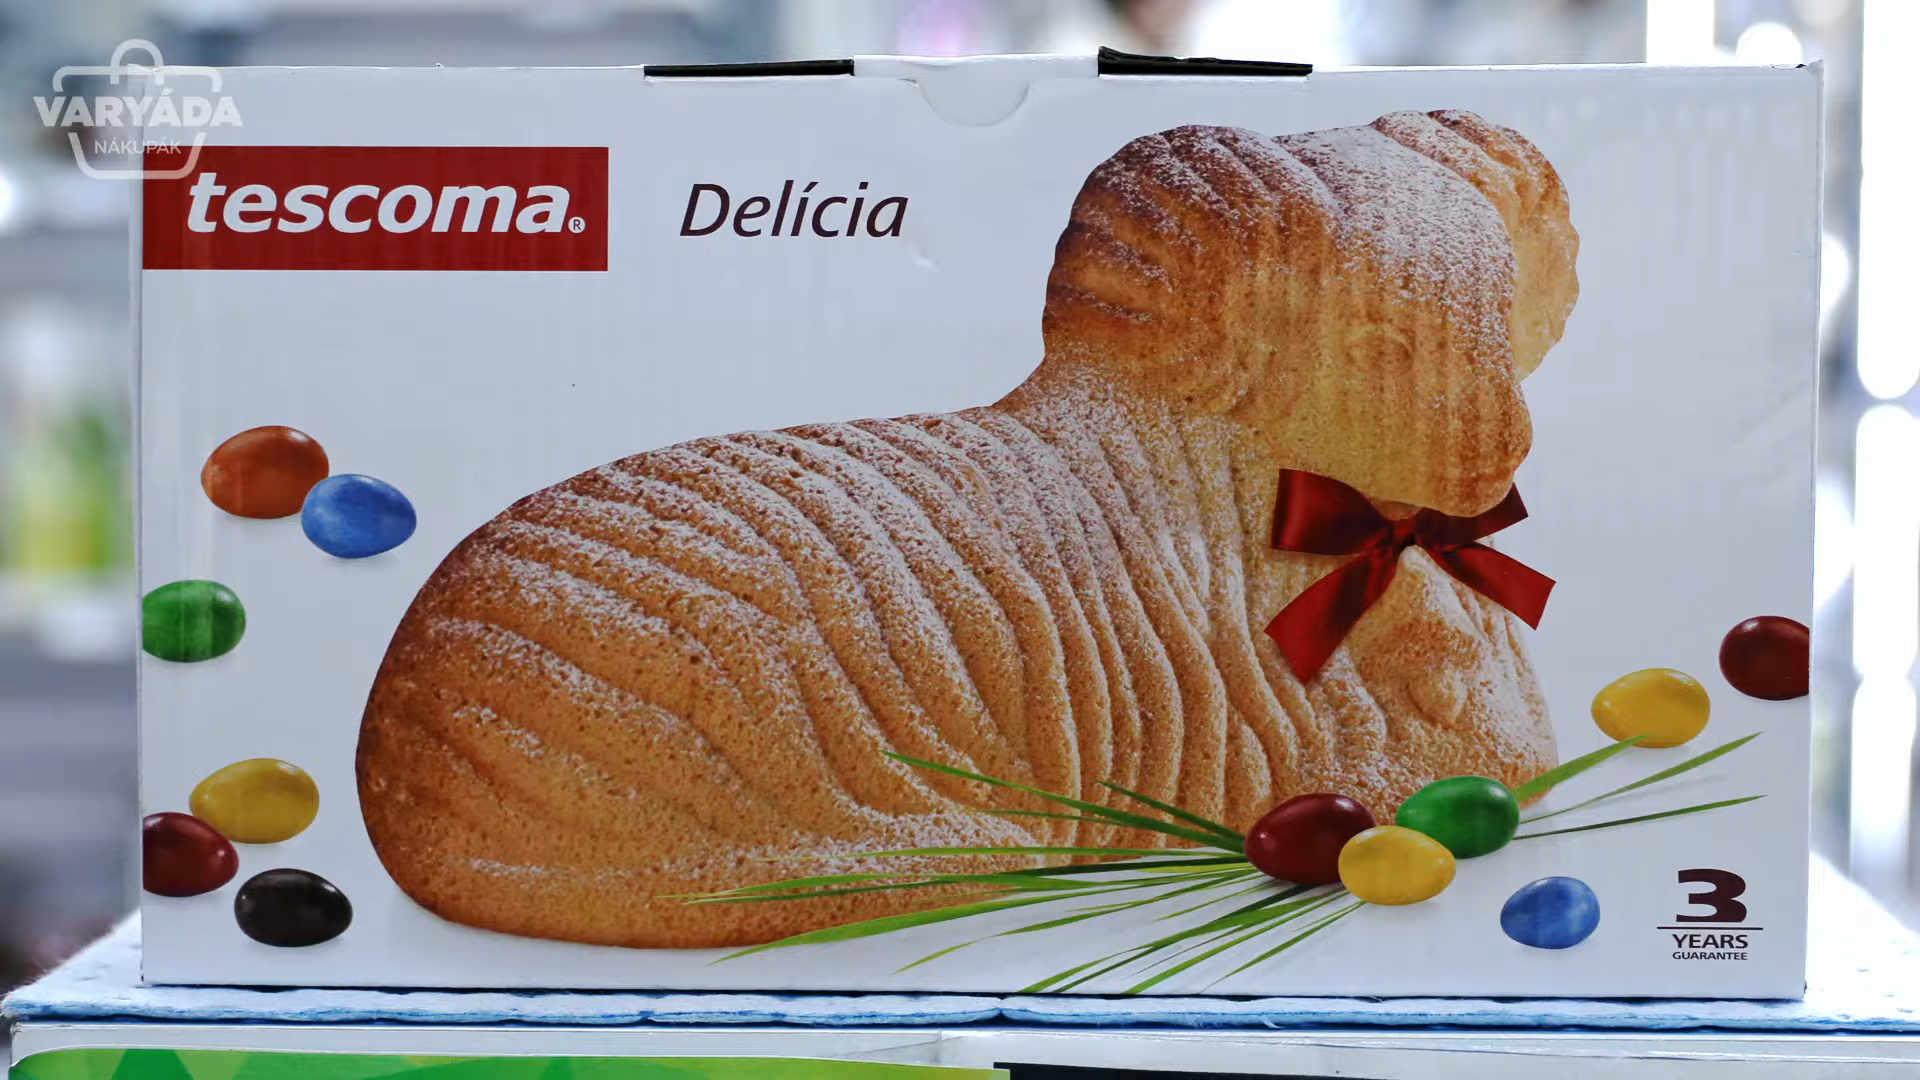 VARYÁDA
NÁKUPÁK
tescoma®
Delícia
3
YEARS
GUARANTEE